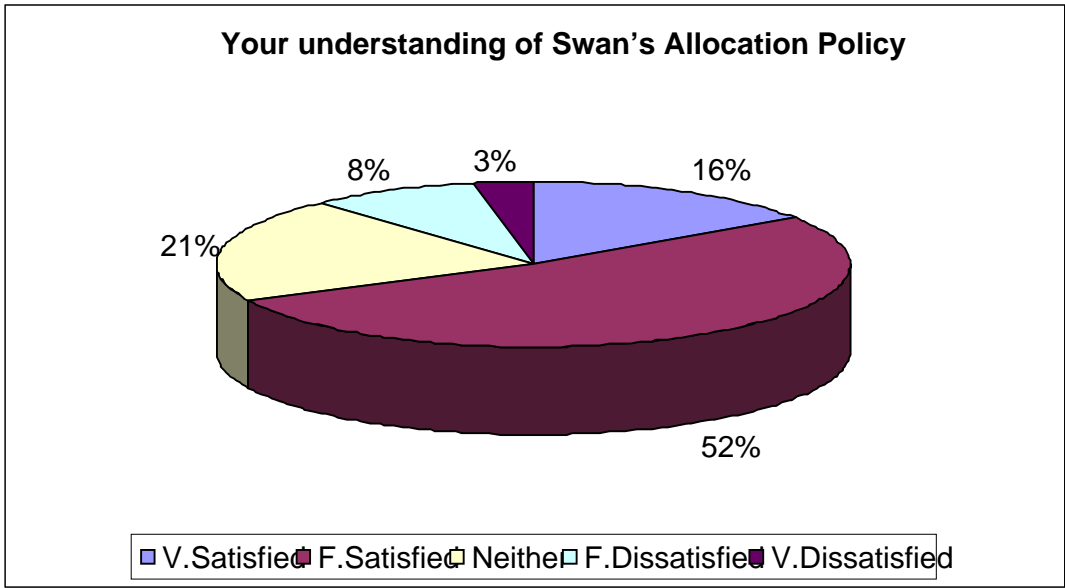 Your understanding of Swan’s Allocation Policy
8% 3% 16%
21%
52%
V.Satisfied F.Satisfied Neither F.Dissatisfied V.Dissatisfied